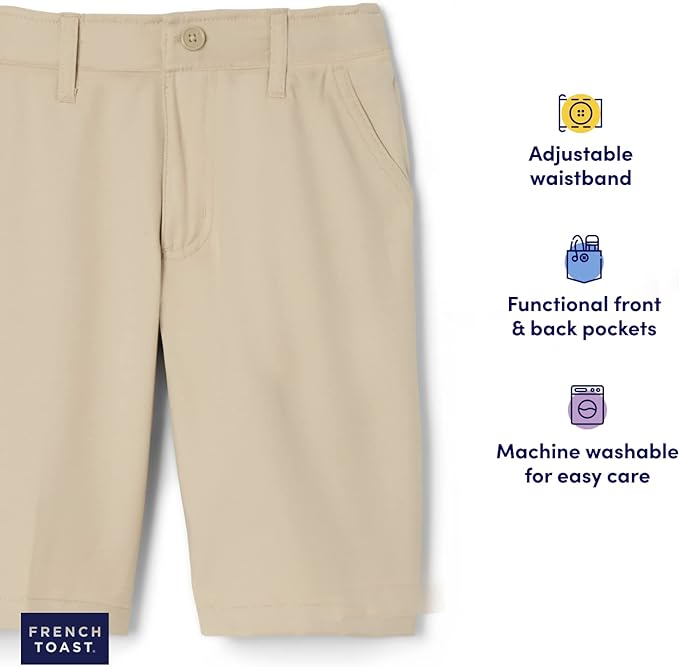 Adjustable
waistband
Functional front
& back pockets
Machine washable
for easy care
FRENCH
TOAST®